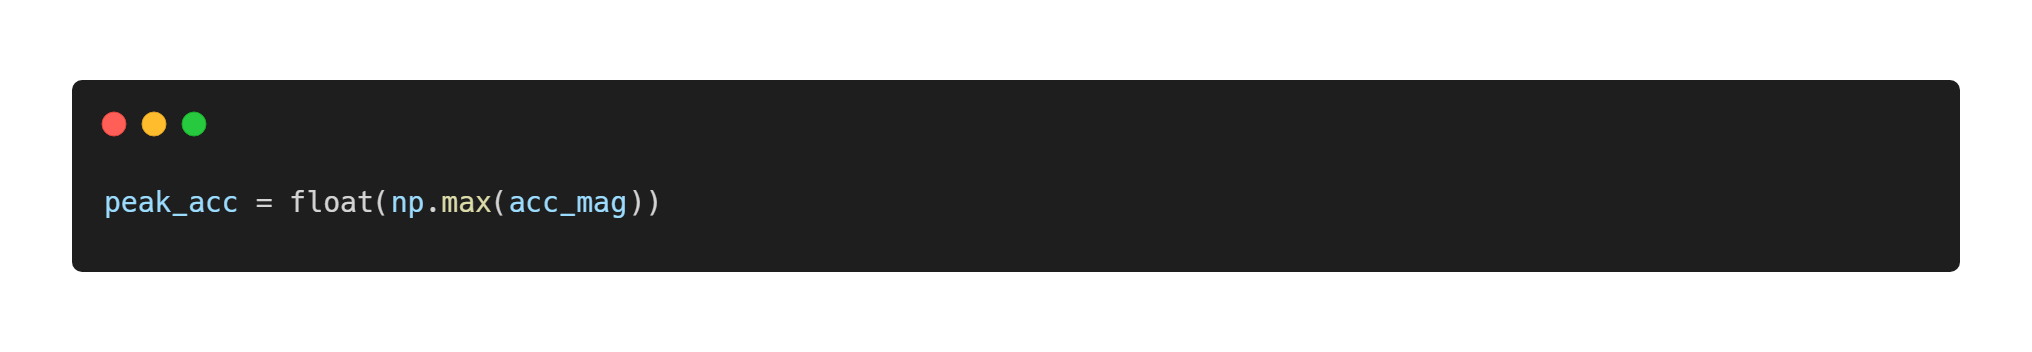 peak_acc = float(np.max(acc_mag))